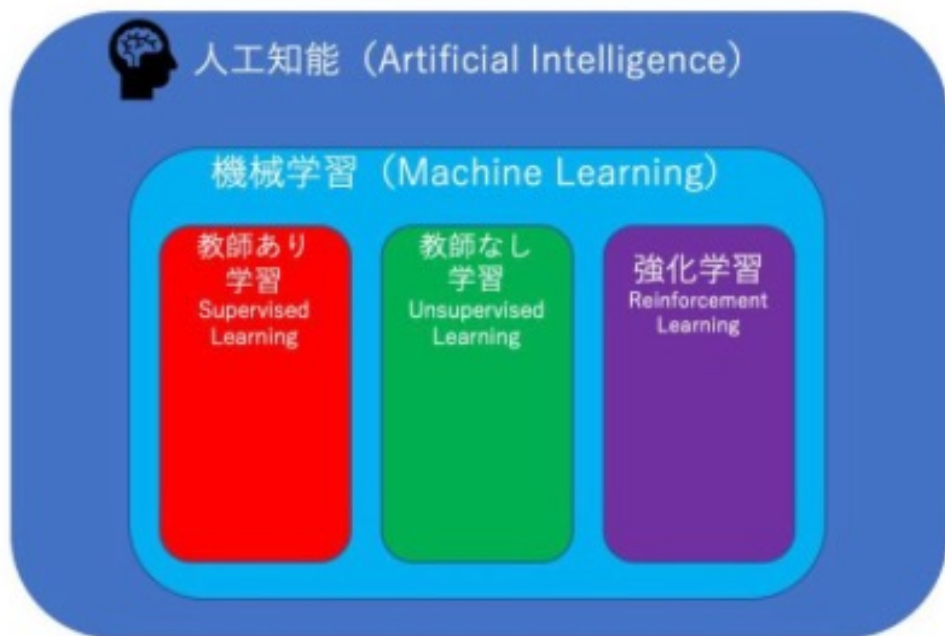 人工知能（Artificial Intelligence）
機械学習（Machine Learning）
教師あり
学習
Supervised
Learning
教師なし
学習
Unsupervised
Learning
強化学習
Reinforcement
Learning